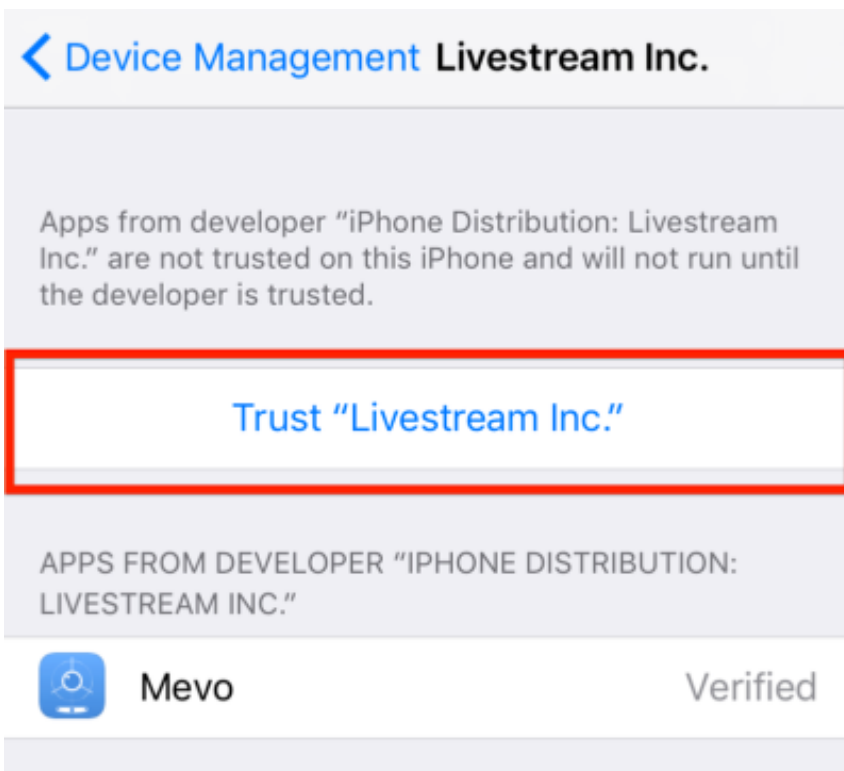 Device Management Livestream Inc.
Apps from developer “iPhone Distribution: Livestream
Inc.” are not trusted on this iPhone and will not run until
the developer is trusted.
Trust “Livestream Inc.”
APPS FROM DEVELOPER “IPHONE DISTRIBUTION:
LIVESTREAM INC.”
Mevo Verified